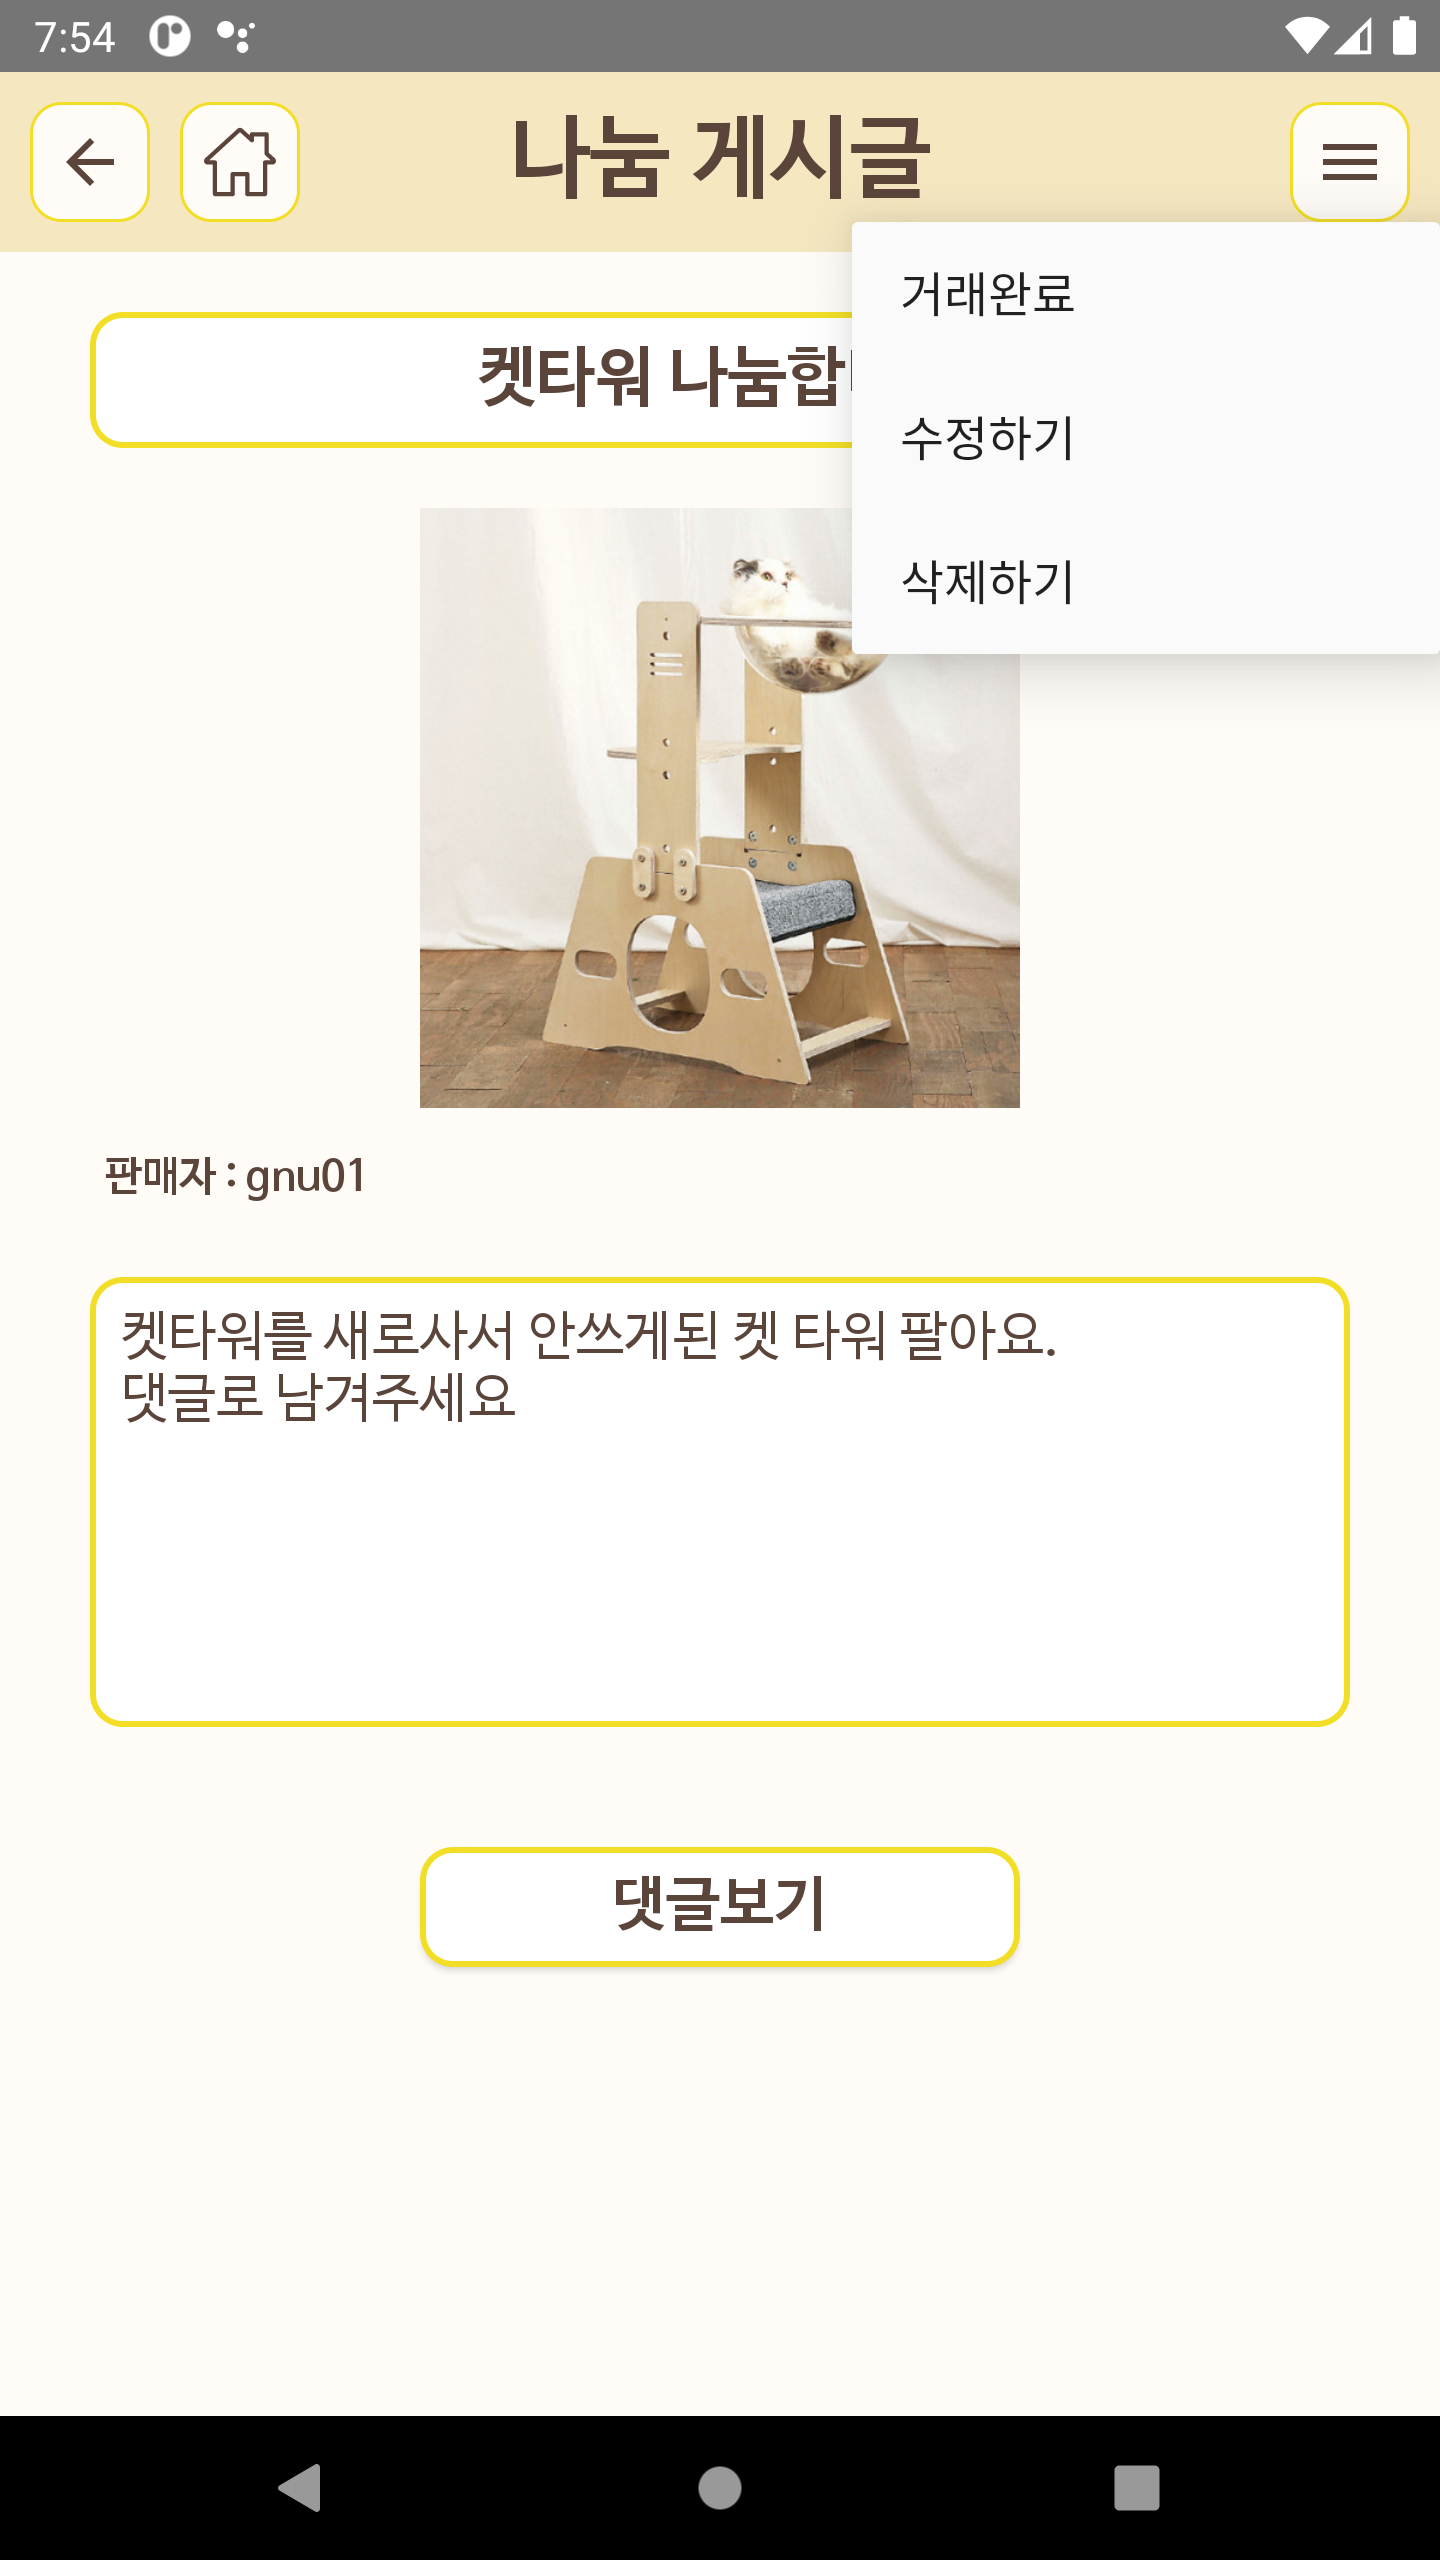 7:54
나눔 게시글
거래완료
켓타워 나눔합
수정하기
삭제하기
판매자 : gnu01
켓타워를 새로사서 안쓰게된 켓 타워 팔아요.
댓글로 남겨주세요
댓글보기